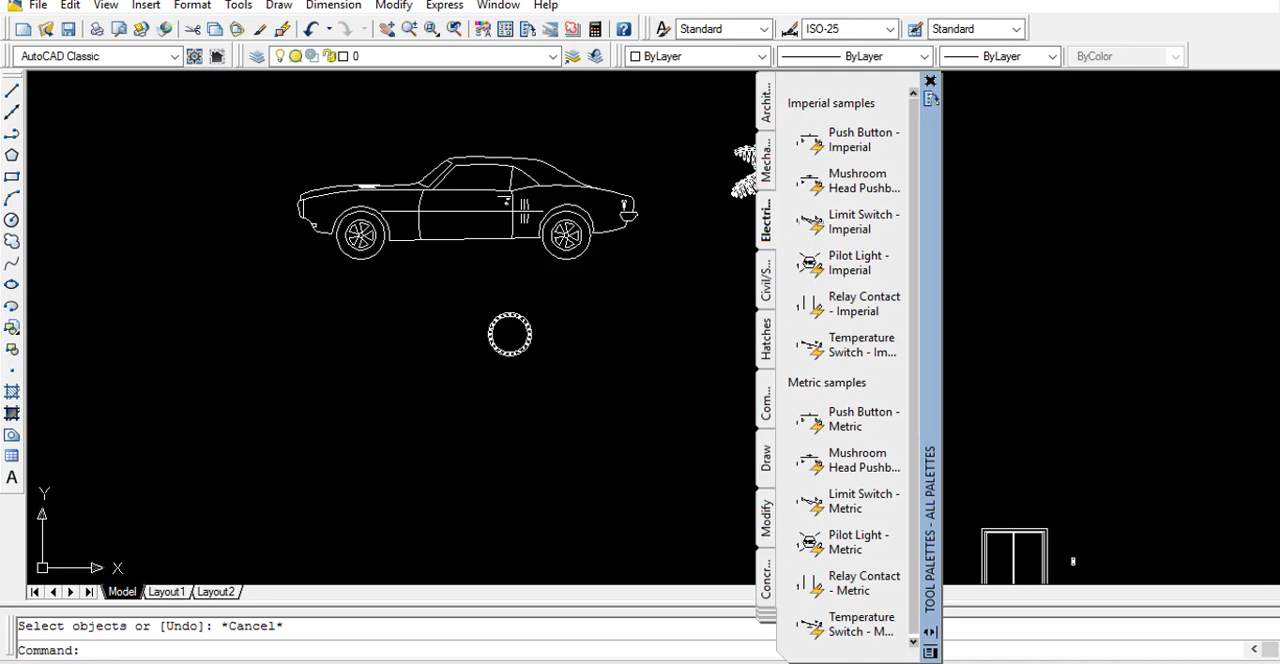 File Edit View Insert Format Tools Draw Dimension Modify Express Window Help
Standard ISO-25 Standard
AutoCAD Classic 0 ByLayer ByLayer ByLayer ByColor
Archit...
Mecha...
Electri...
Civil/S...
Hatches
Com...
Draw
Modify
Concr...
Imperial samples
Push Button -
Imperial
Mushroom
Head Pushb...
Limit Switch -
Imperial
Pilot Light -
Imperial
Relay Contact
- Imperial
Temperature
Switch - Im...
Metric samples
Push Button -
Metric
Mushroom
Head Pushb...
Limit Switch -
Metric
Pilot Light -
Metric
Relay Contact
- Metric
Temperature
Switch - M...
TOOL PALETTES - ALL PALETTES
A
Y
X
Model Layout1 Layout2
Select objects or [Undo]: *Cancel*
Command: